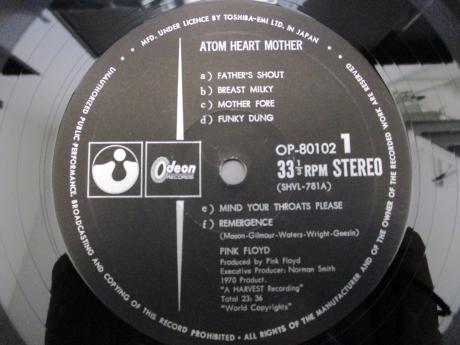 MFD. UNDER LICENCE BY TOSHIBA-EMI LTD. IN JAPAN
ATOM HEART MOTHER
a) FATHER'S SHOUT
b) BREAST MILKY
c) MOTHER FORE
d) FUNKY DUNG
OP-80102 1
33 1/3 RPM STEREO
(SHVL-781A)
Odeon
RECORDS
e) MIND YOUR THROATS PLEASE
f) REMERGENCE
(Mason-Gilmour-Waters-Wright-Geesin)
PINK FLOYD
Produced by Pink Floyd
Executive Producer: Norman Smith
1970 Product.
"A HARVEST Recording"
Total 23: 36
"World Copyrights"
UNAUTHORIZED PUBLIC PERFORMANCE, BROADCASTING AND COPYING OF THIS RECORD PROHIBITED • ALL RIGHTS OF THE MANUFACTURER AND OF THE OWNER OF THE RECORDED WORK ARE RESERVED